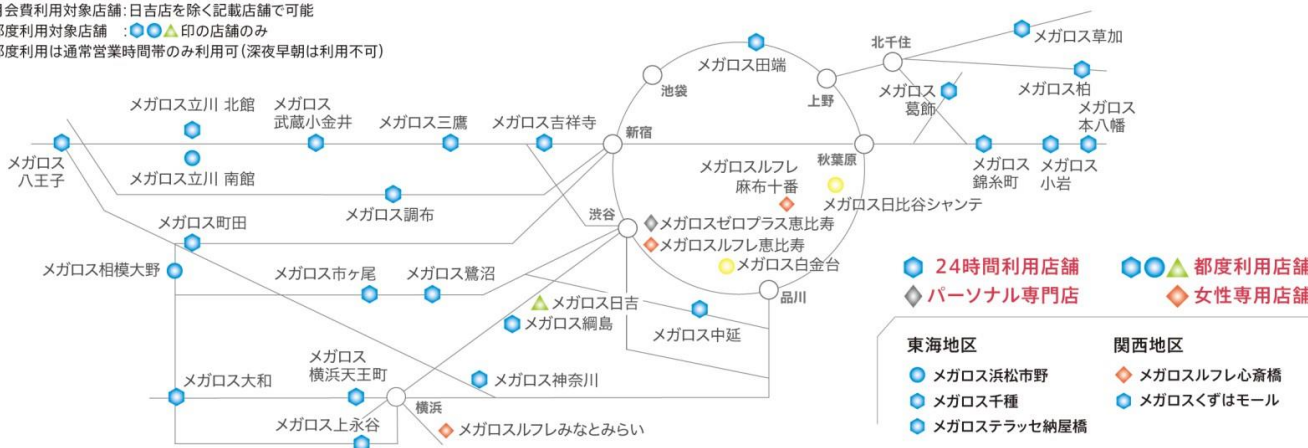 月会費利用対象店舗:日吉店を除く記載店舗で可能
都度利用対象店舗 : 印の店舗のみ
都度利用は通常営業時間帯のみ利用可(深夜早朝は利用不可)
北千住
メガロス草加
メガロス田端
メガロス柏
池袋
上野
メガロス
葛飾
メガロス
本八幡
メガロス立川 北館
メガロス
武蔵小金井
メガロス三鷹
メガロス吉祥寺
新宿
秋葉原
メガロス
八王子
メガロス立川 南館
メガロス
錦糸町
メガロス
小岩
メガロスルフレ
麻布十番
メガロス日比谷シャンテ
メガロス調布
渋谷
メガロスゼロプラス恵比寿
メガロスルフレ恵比寿
メガロス町田
メガロス白金台
メガロス相模大野
メガロス市ヶ尾
メガロス鷺沼
品川
メガロス日吉
メガロス綱島
メガロス中延
メガロス大和
メガロス
横浜天王町
メガロス神奈川
横浜
メガロス上永谷
メガロスルフレみなとみらい
24時間利用店舗
都度利用店舗
パーソナル専門店
女性専用店舗
東海地区
関西地区
メガロス浜松市野
メガロスルフレ心斎橋
メガロス千種
メガロスくずはモール
メガロステラッセ納屋橋